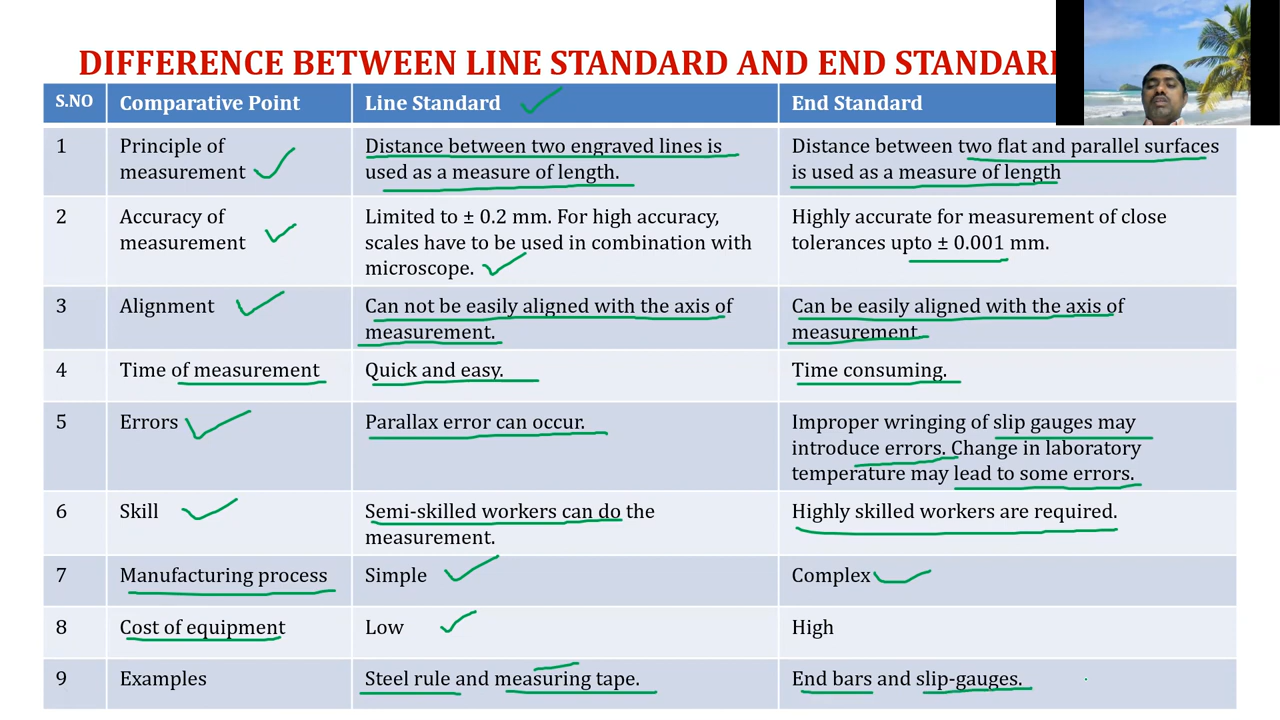 DIFFERENCE BETWEEN LINE STANDARD AND END STANDAR
S.NO Comparative Point Line Standard End Standard
1 Principle of measurement Distance between two engraved lines is used as a measure of length. Distance between two flat and parallel surfaces is used as a measure of length
2 Accuracy of measurement Limited to ± 0.2 mm. For high accuracy, scales have to be used in combination with microscope. Highly accurate for measurement of close tolerances upto ± 0.001 mm.
3 Alignment Can not be easily aligned with the axis of measurement. Can be easily aligned with the axis of measurement
4 Time of measurement Quick and easy. Time consuming.
5 Errors Parallax error can occur. Improper wringing of slip gauges may introduce errors. Change in laboratory temperature may lead to some errors.
6 Skill Semi-skilled workers can do the measurement. Highly skilled workers are required.
7 Manufacturing process Simple Complex
8 Cost of equipment Low High
9 Examples Steel rule and measuring tape. End bars and slip-gauges.